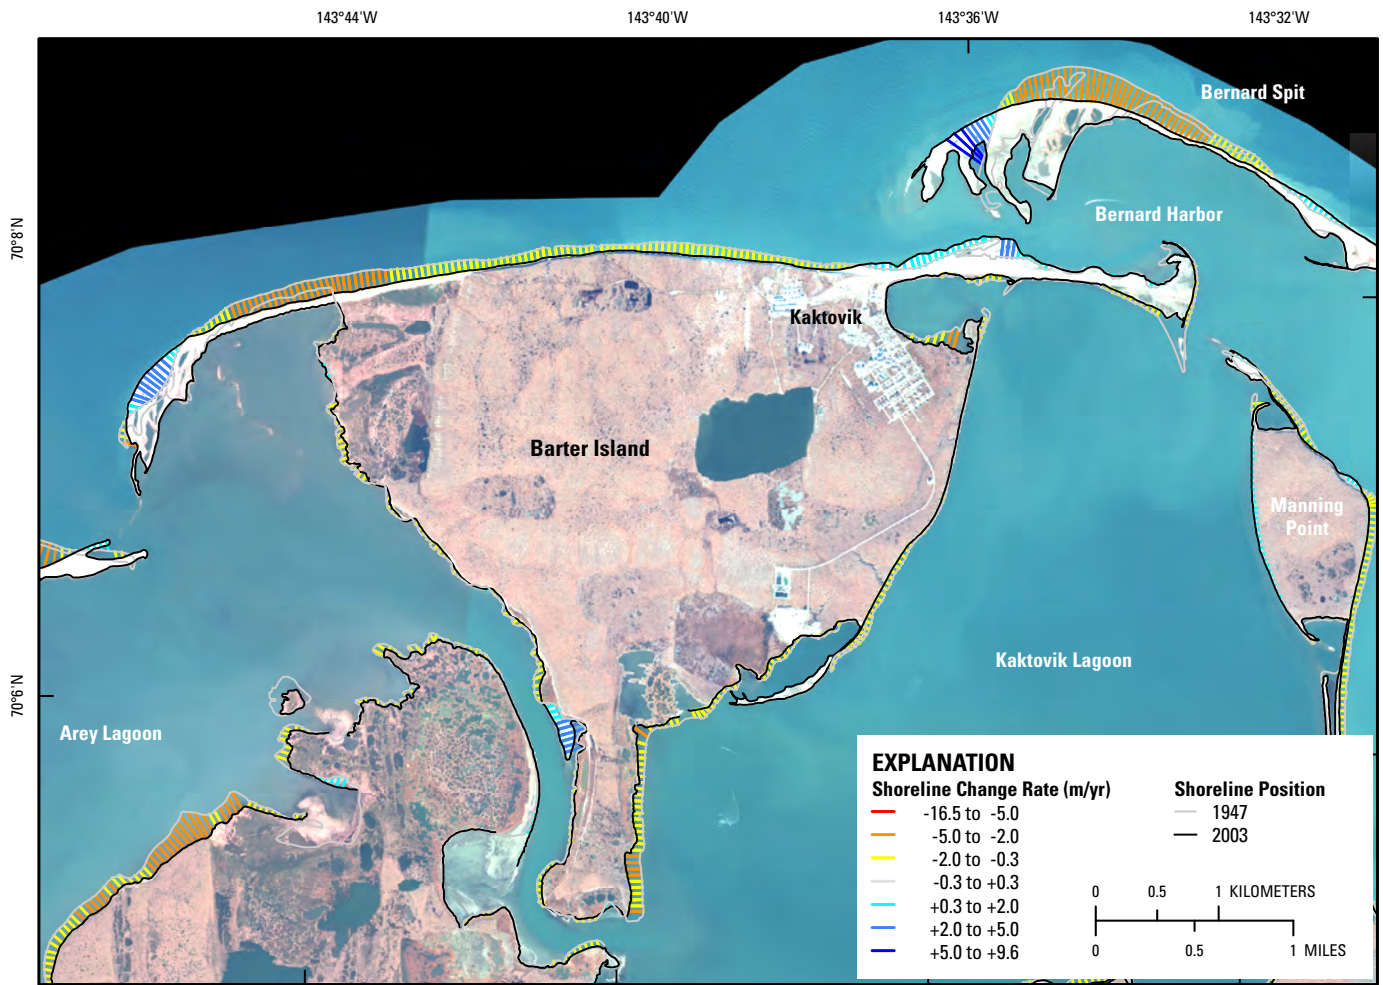 143°44'W 143°40'W 143°36'W 143°32'W
Bernard Spit
Bernard Harbor
70°8'N
Kaktovik
Barter Island
Manning
Point
Kaktovik Lagoon
70°6'N
Arey Lagoon
EXPLANATION
Shoreline Change Rate (m/yr)
-16.5 to -5.0
-5.0 to -2.0
-2.0 to -0.3
-0.3 to +0.3
+0.3 to +2.0
+2.0 to +5.0
+5.0 to +9.6
Shoreline Position
1947
2003
0 0.5 1 KILOMETERS
0 0.5 1 MILES